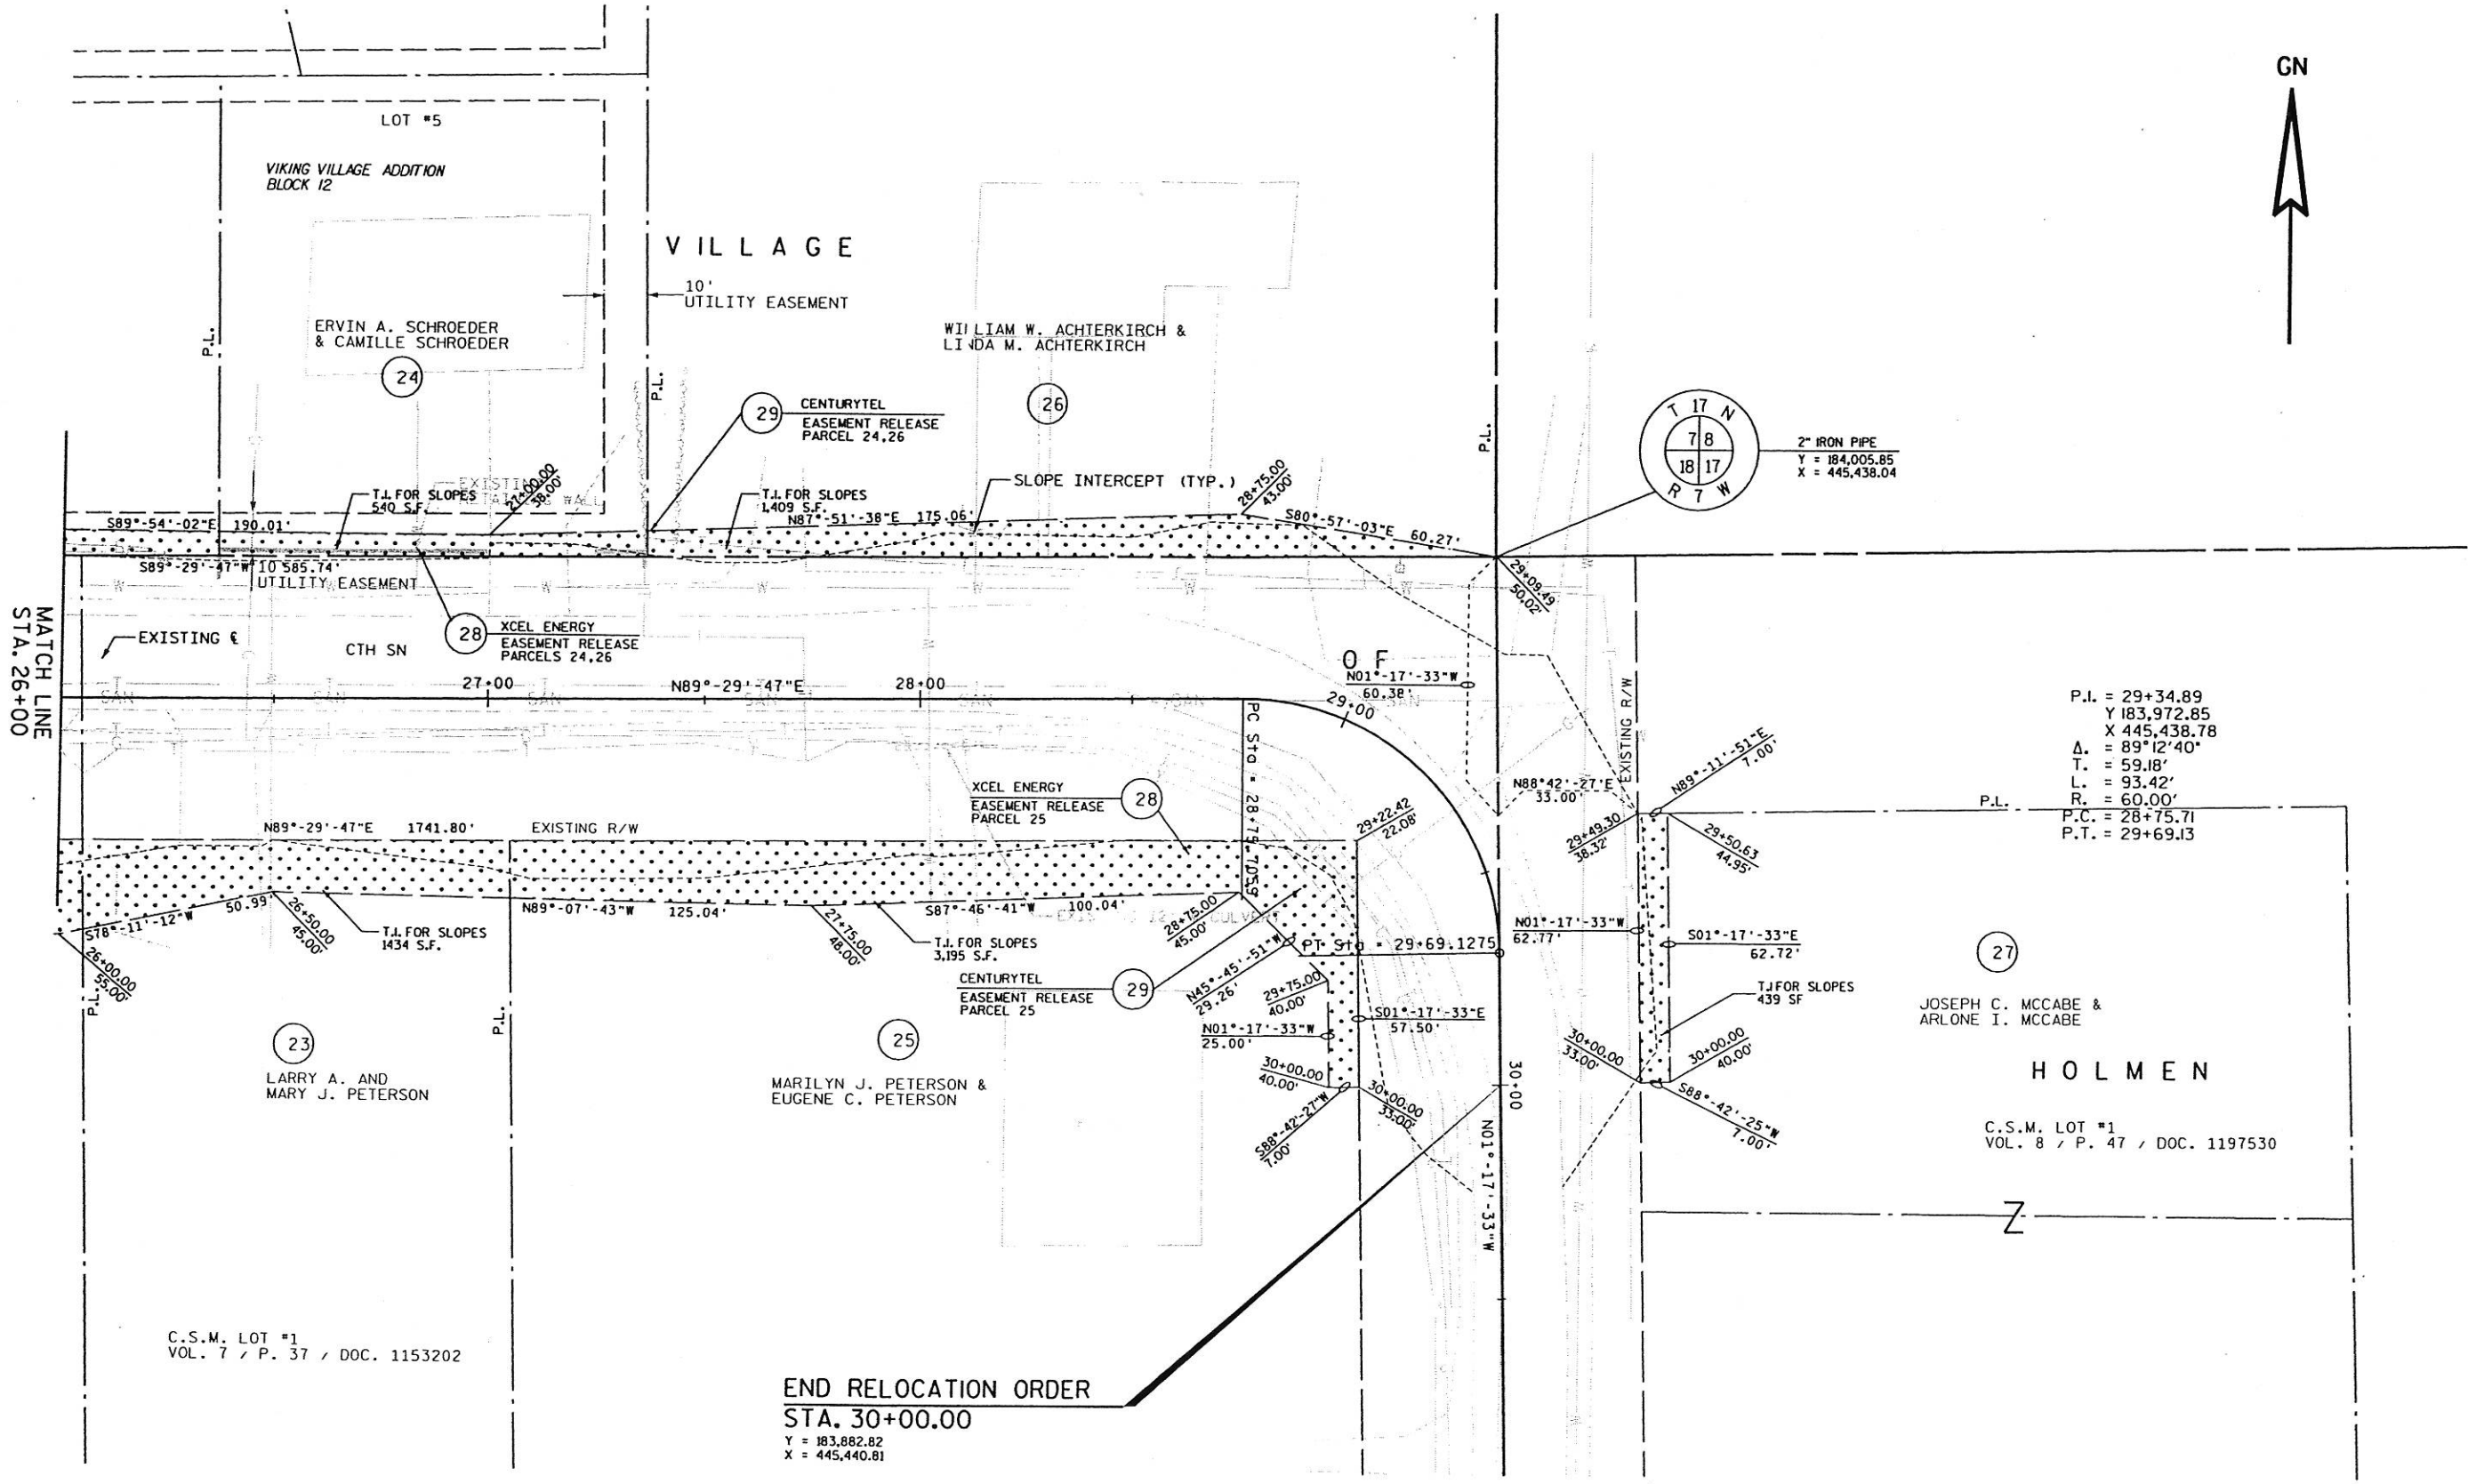 GN
LOT #5
VIKING VILLAGE ADDITION
BLOCK 12
VILLAGE
10'
UTILITY EASEMENT
ERVIN A. SCHROEDER
& CAMILLE SCHROEDER
24
P.L.
P.L.
WILLIAM W. ACHTERKIRCH &
LINDA M. ACHTERKIRCH
26
29
CENTURYTEL
EASEMENT RELEASE
PARCEL 24,26
P.L.
T 17 N
7 8
18 17
R 7 W
2" IRON PIPE
Y = 184,005.85
X = 445,438.04
T.I. FOR SLOPES
540 S.F.
27+00.00
38.00'
T.I. FOR SLOPES
1,409 S.F.
SLOPE INTERCEPT (TYP.)
28+75.00
43.00'
S89°-54'-02"E 190.01'
N87°-51'-38"E 175.06'
S80°-57'-03"E 60.27'
S89°-29'-47"W 585.74'
10'
UTILITY EASEMENT
29+09.49
50.02'
MATCH LINE
STA. 26+00
EXISTING ℄
CTH SN
28
XCEL ENERGY
EASEMENT RELEASE
PARCELS 24,26
OF
N01°-17'-33"W
60.38'
27+00
N89°-29'-47"E
28+00
29+00
EXISTING R/W
P.I. = 29+34.89
Y 183,972.85
X 445,438.78
Δ. = 89°12'40"
T. = 59.18'
L. = 93.42'
R. = 60.00'
P.C. = 28+75.71
P.T. = 29+69.13
PC Sta = 28+75.7059
XCEL ENERGY
EASEMENT RELEASE
PARCEL 25
28
N88°42'-27'E
33.00'
N89°-11'-51"E
7.00'
P.L.
N89°-29'-47"E 1741.80'
EXISTING R/W
29+22.42
22.08'
29+49.30
38.32'
29+50.63
44.95'
S78°-11'-12"W
50.99'
26+50.00
45.00'
T.I. FOR SLOPES
1434 S.F.
N89°-07'-43"W 125.04'
27+75.00
48.00'
S87°-46'-41"W 100.04'
T.I. FOR SLOPES
3,195 S.F.
28+75.00
45.00'
26+00.00
55.00'
P.L.
P.L.
PT Sta = 29+69.1275
N01°-17'-33"W
62.77'
S01°-17'-33"E
62.72'
CENTURYTEL
EASEMENT RELEASE
PARCEL 25
29
N45°-45'-51"W
29.26'
29+75.00
40.00'
N01°-17'-33"W
25.00'
S01°-17'-33"E
57.50'
T.I FOR SLOPES
439 SF
27
JOSEPH C. MCCABE &
ARLONE I. MCCABE
23
LARRY A. AND
MARY J. PETERSON
25
MARILYN J. PETERSON &
EUGENE C. PETERSON
30+00.00
40.00'
30+00.00
33.00'
S88°-42'-27"W
7.00'
30+00
30+00.00
33.00'
30+00.00
40.00'
S88°-42'-25"W
7.00'
HOLMEN
N01°-17'-33"W
C.S.M. LOT #1
VOL. 8 / P. 47 / DOC. 1197530
Z
C.S.M. LOT #1
VOL. 7 / P. 37 / DOC. 1153202
END RELOCATION ORDER
STA. 30+00.00
Y = 183,882.82
X = 445,440.81